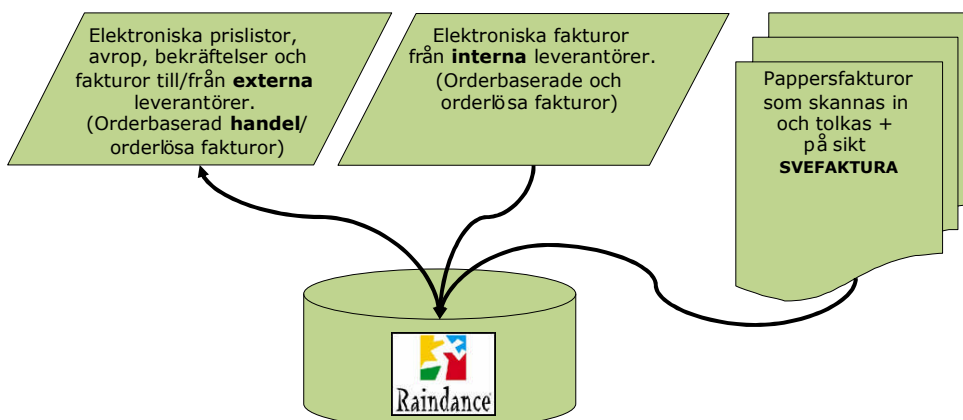 Elektroniska prislistor,
avrop, bekräftelser och
fakturor till/från externa
leverantörer.
(Orderbaserad handel/
orderlösa fakturor)
Elektroniska fakturor
från interna leverantörer.
(Orderbaserade och
orderlösa fakturor)
Pappersfakturor
som skannas in
och tolkas +
på sikt
SVEFAKTURA
Raindance